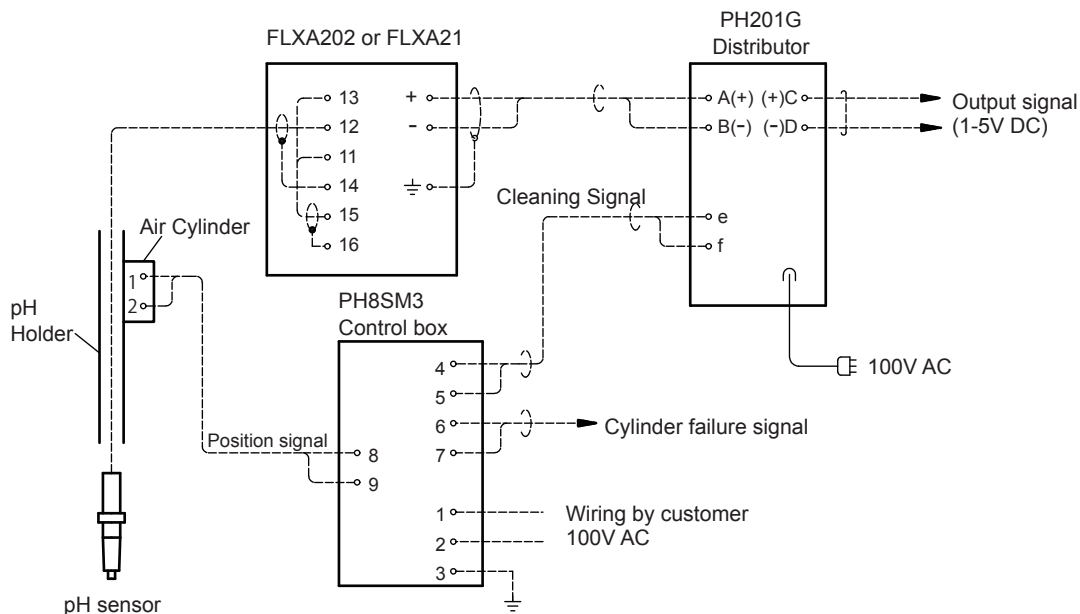 PH201G
Distributor
FLXA202 or FLXA21
13
12
11
14
15
16
+
-
A(+) (+)C
B(−) (−)D
e
f
Output signal
(1-5V DC)
Cleaning Signal
100V AC
Air Cylinder
1
2
pH
Holder
pH sensor
PH8SM3
Control box
4
5
6
7
8
9
1
2
3
Position signal
Cylinder failure signal
Wiring by customer
100V AC